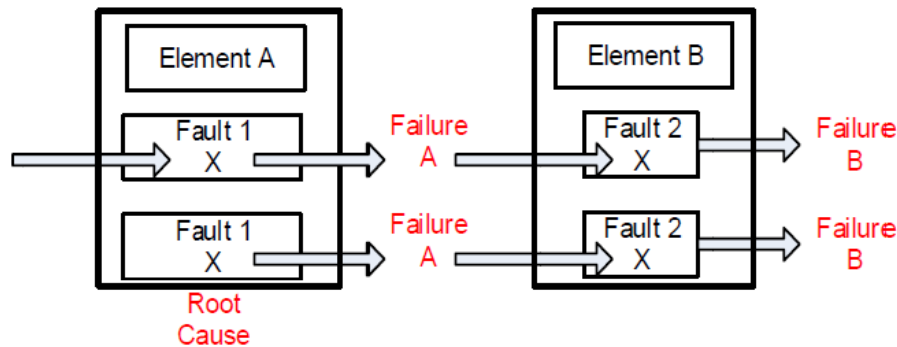 Element A
Element B
Fault 1
X
Failure
A
Fault 2
X
Failure
B
Fault 1
X
Failure
A
Fault 2
X
Failure
B
Root
Cause